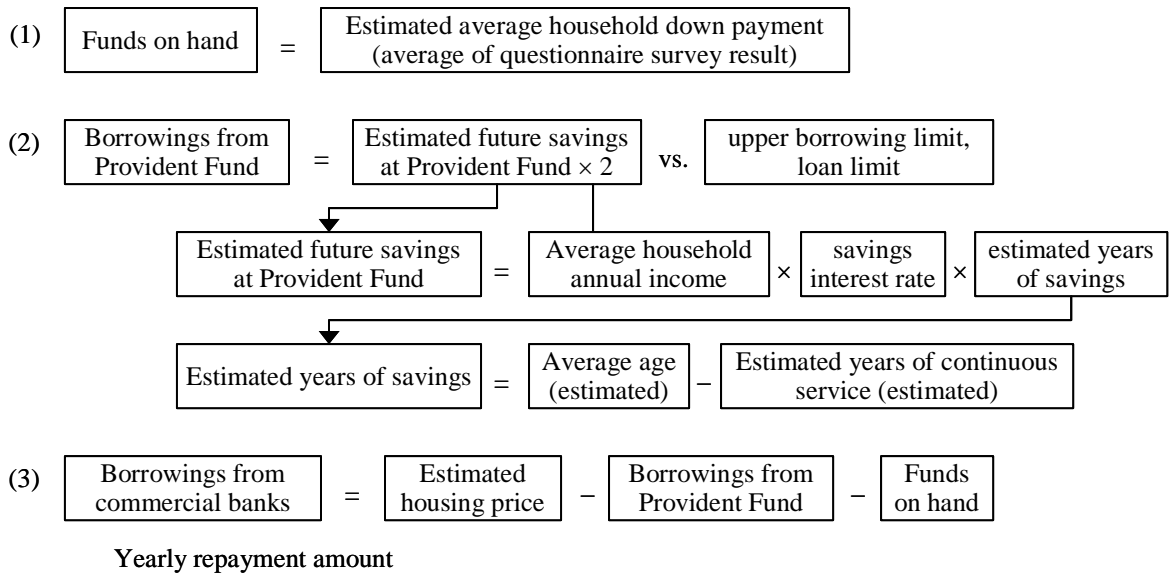 (1) Funds on hand = Estimated average household down payment
(average of questionnaire survey result)
(2) Borrowings from
Provident Fund = Estimated future savings
at Provident Fund × 2 vs. upper borrowing limit,
loan limit
Estimated future savings
at Provident Fund = Average household
annual income × savings
interest rate × estimated years
of savings
Estimated years of savings = Average age
(estimated) − Estimated years of continuous
service (estimated)
(3) Borrowings from
commercial banks = Estimated
housing price − Borrowings from
Provident Fund − Funds
on hand
Yearly repayment amount